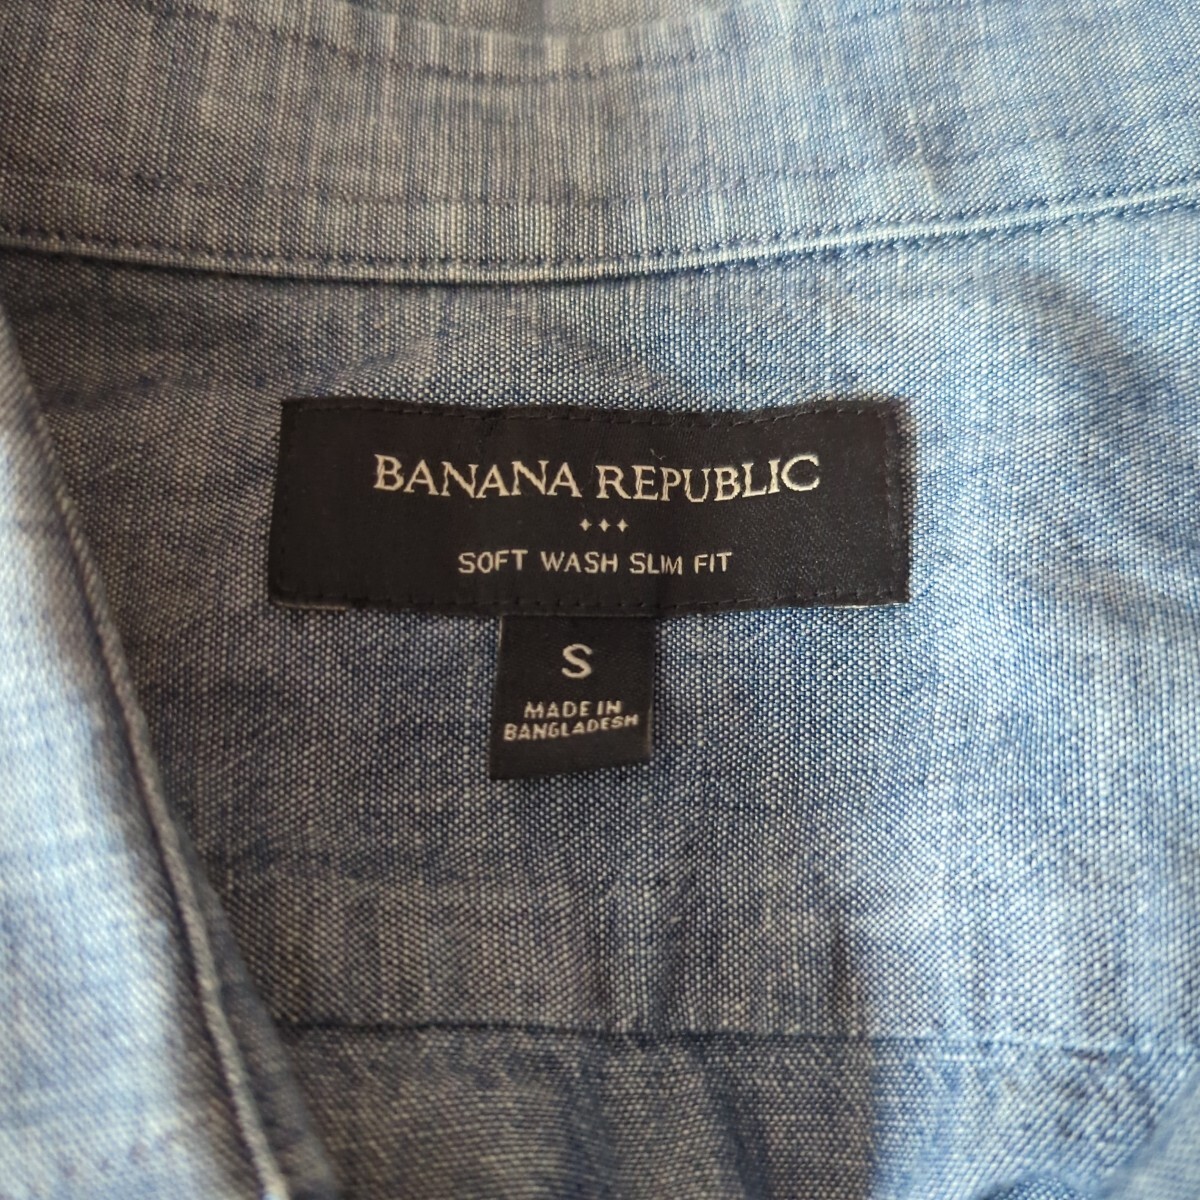 BANANA REPUBLIC
SOFT WASH SLIM FIT
S
MADE IN
BANGLADESH